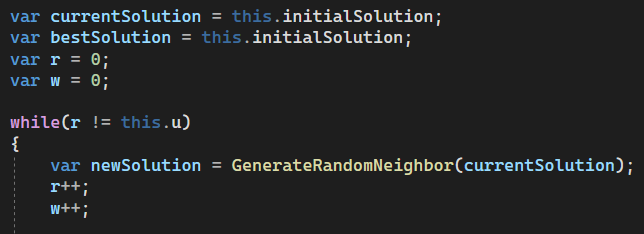 var currentSolution = this.initialSolution;
var bestSolution = this.initialSolution;
var r = 0;
var w = 0;
while(r != this.u)
{
var newSolution = GenerateRandomNeighbor(currentSolution);
r++;
w++;